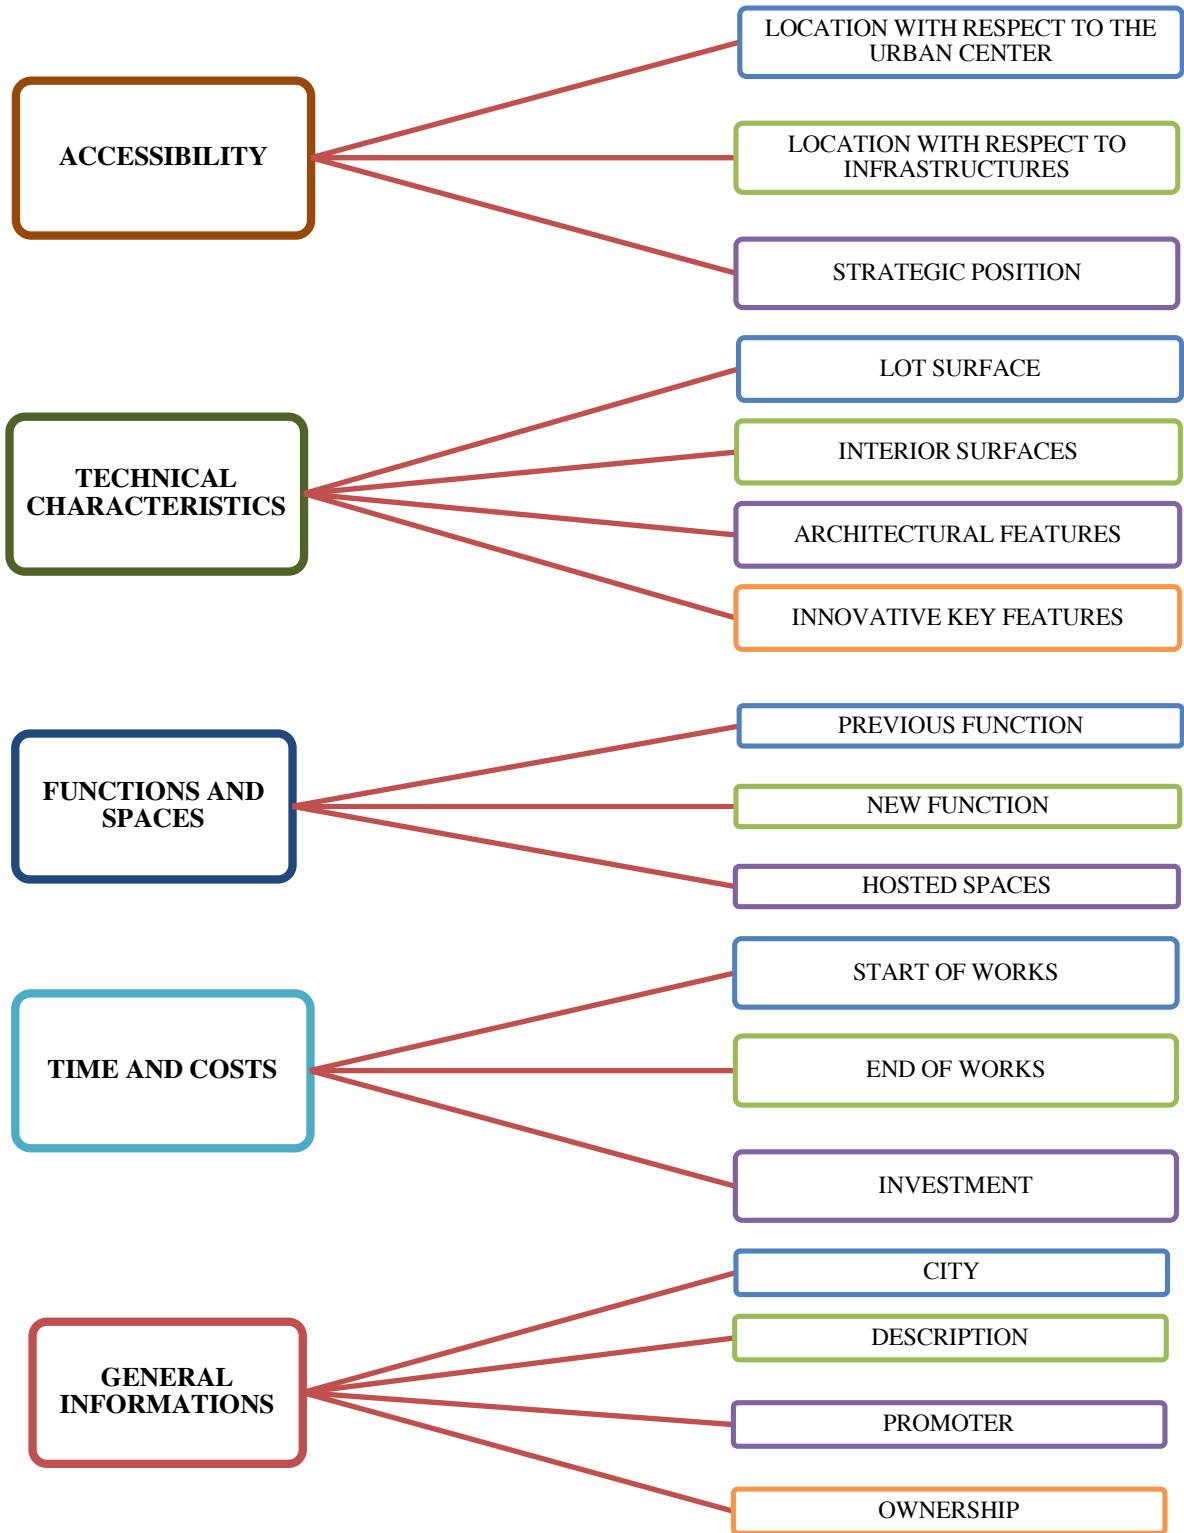 ACCESSIBILITY
LOCATION WITH RESPECT TO THE
URBAN CENTER
LOCATION WITH RESPECT TO
INFRASTRUCTURES
STRATEGIC POSITION
TECHNICAL
CHARACTERISTICS
LOT SURFACE
INTERIOR SURFACES
ARCHITECTURAL FEATURES
INNOVATIVE KEY FEATURES
FUNCTIONS AND
SPACES
PREVIOUS FUNCTION
NEW FUNCTION
HOSTED SPACES
TIME AND COSTS
START OF WORKS
END OF WORKS
INVESTMENT
GENERAL
INFORMATIONS
CITY
DESCRIPTION
PROMOTER
OWNERSHIP